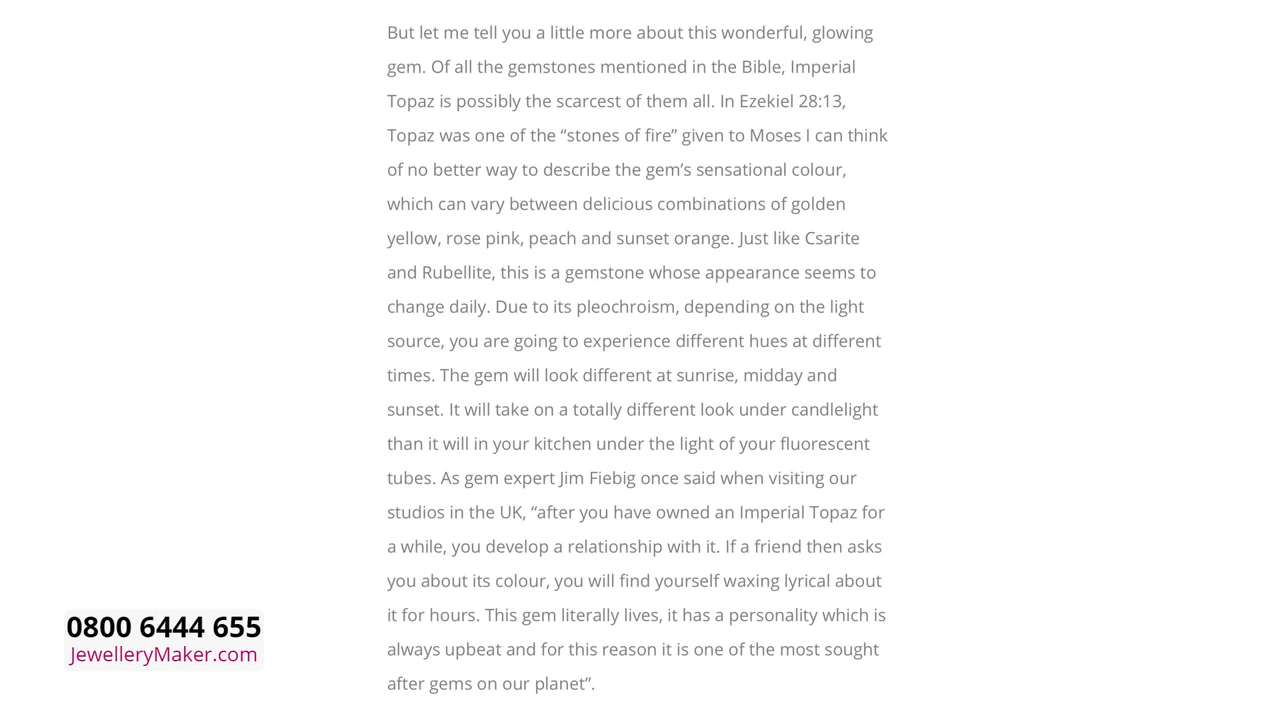 But let me tell you a little more about this wonderful, glowing
gem. Of all the gemstones mentioned in the Bible, Imperial
Topaz is possibly the scarcest of them all. In Ezekiel 28:13,
Topaz was one of the “stones of fire” given to Moses I can think
of no better way to describe the gem’s sensational colour,
which can vary between delicious combinations of golden
yellow, rose pink, peach and sunset orange. Just like Csarite
and Rubellite, this is a gemstone whose appearance seems to
change daily. Due to its pleochroism, depending on the light
source, you are going to experience different hues at different
times. The gem will look different at sunrise, midday and
sunset. It will take on a totally different look under candlelight
than it will in your kitchen under the light of your fluorescent
tubes. As gem expert Jim Fiebig once said when visiting our
studios in the UK, “after you have owned an Imperial Topaz for
a while, you develop a relationship with it. If a friend then asks
you about its colour, you will find yourself waxing lyrical about
it for hours. This gem literally lives, it has a personality which is
always upbeat and for this reason it is one of the most sought
after gems on our planet”.
0800 6444 655
JewelleryMaker.com